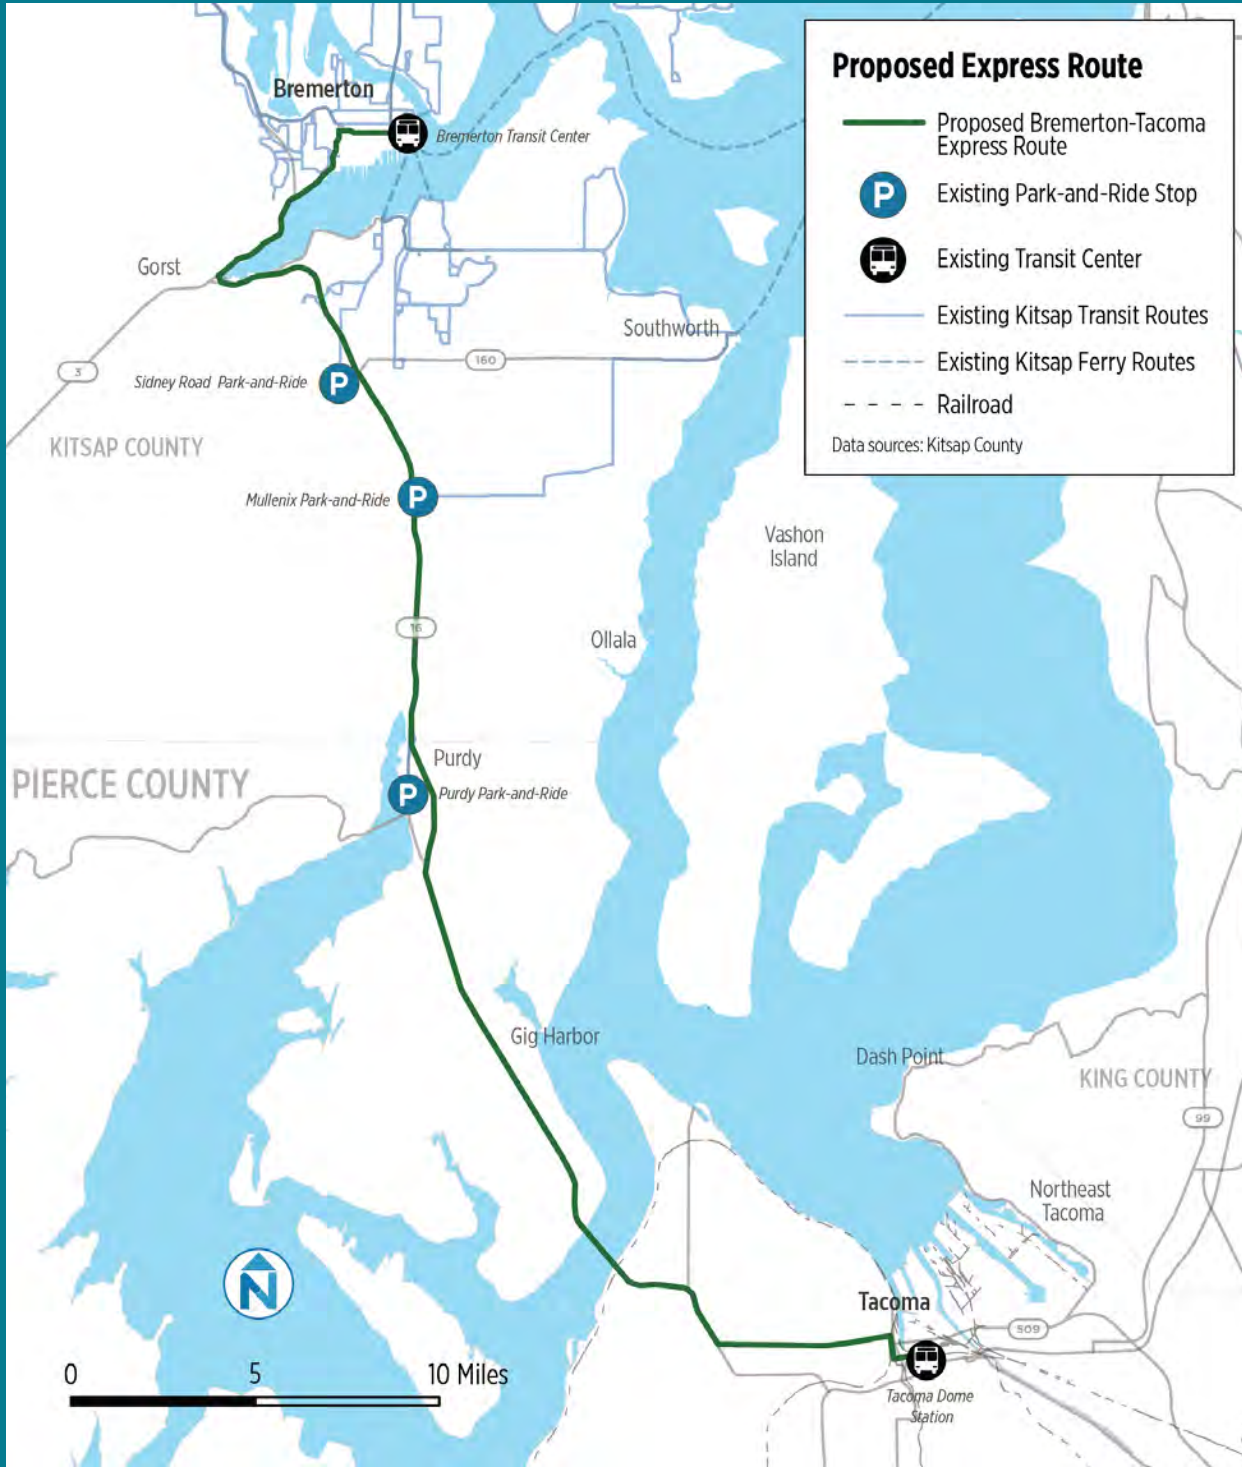 Proposed Express Route
Proposed Bremerton-Tacoma
Express Route
P
Existing Park-and-Ride Stop
Existing Transit Center
Existing Kitsap Transit Routes
Existing Kitsap Ferry Routes
Railroad
Data sources: Kitsap County
Bremerton
Bremerton Transit Center
Gorst
Southworth
160
3
Sidney Road Park-and-Ride
P
KITSAP COUNTY
Mullenix Park-and-Ride
P
Vashon
Island
16
Ollala
Purdy
PIERCE COUNTY
P
Purdy Park-and-Ride
Gig Harbor
Dash Point
KING COUNTY
99
Northeast
Tacoma
N
Tacoma
509
0
5
10 Miles
Tacoma Dome
Station